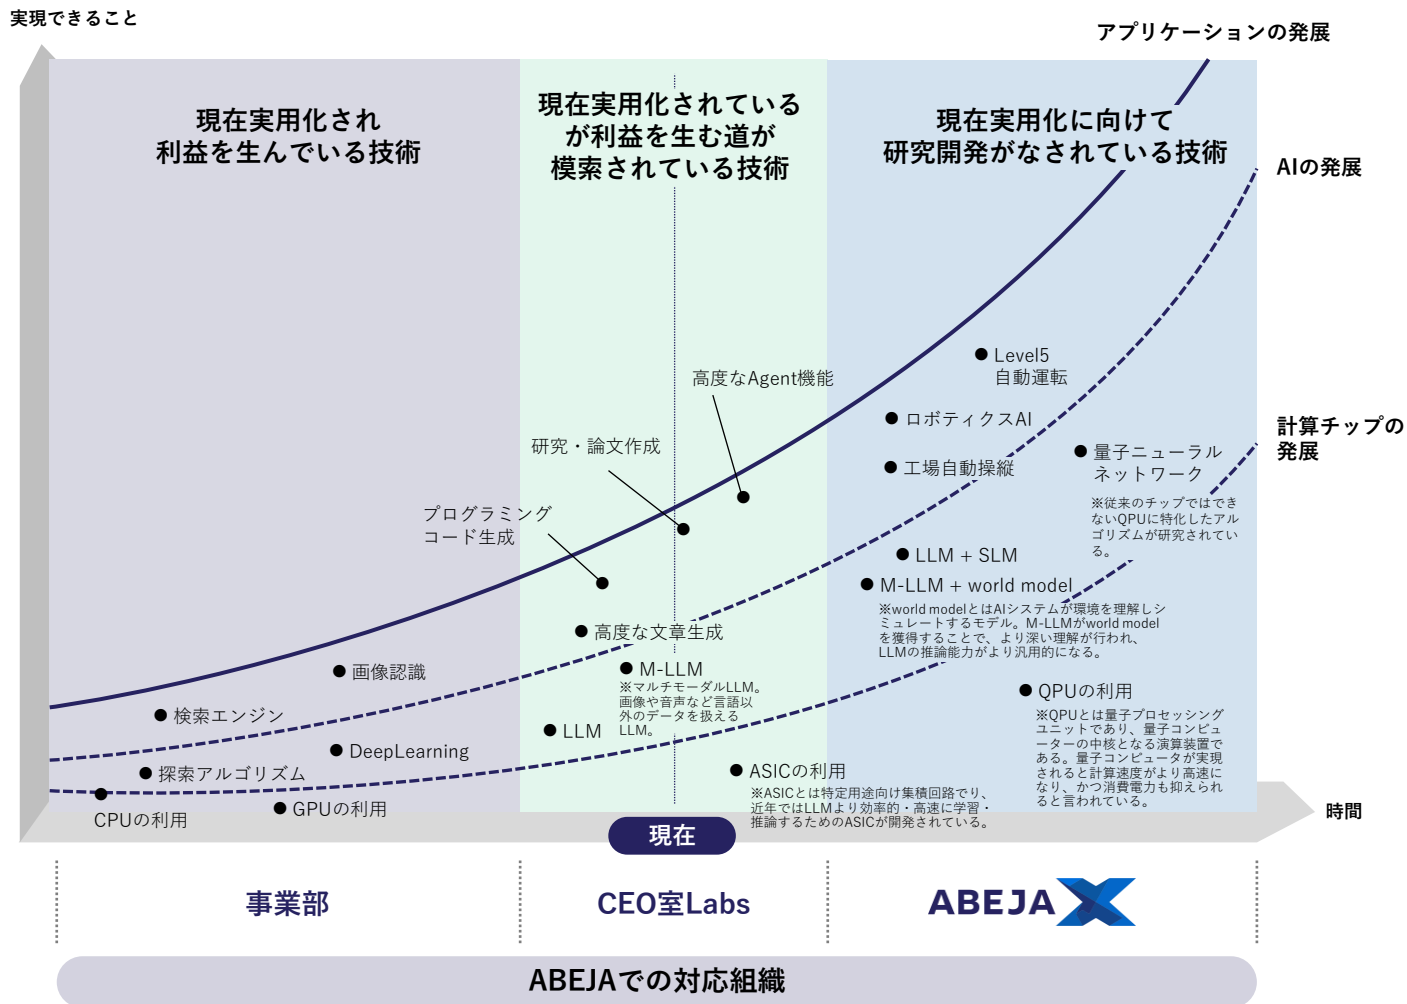 実現できること
アプリケーションの発展
現在実用化され
利益を生んでいる技術
現在実用化されている
が利益を生む道が
模索されている技術
現在実用化に向けて
研究開発がなされている技術
AIの発展
計算チップの
発展
Level5
自動運転
高度なAgent機能
ロボティクスAI
研究・論文作成
工場自動操縦
量子ニューラル
ネットワーク
※従来のチップではでき
ないQPUに特化したアル
ゴリズムが研究されてい
る。
プログラミング
コード生成
LLM + SLM
M-LLM + world model
※world modelとはAIシステムが環境を理解しシ
ミュレートするモデル。M-LLMがworld model
を獲得することで、より深い理解が行われ、
LLMの推論能力がより汎用的になる。
高度な文章生成
画像認識
M-LLM
※マルチモーダルLLM。
画像や音声など言語以
外のデータを扱える
LLM。
QPUの利用
※QPUとは量子プロセッシング
ユニットであり、量子コンピュ
ーターの中核となる演算装置で
ある。量子コンピュータが実現
されると計算速度がより高速に
なり、かつ消費電力も抑えられ
ると言われている。
検索エンジン
LLM
DeepLearning
探索アルゴリズム
ASICの利用
※ASICとは特定用途向け集積回路でり、
近年ではLLMより効率的・高速に学習・
推論するためのASICが開発されている。
CPUの利用
GPUの利用
時間
現在
事業部
CEO室Labs
ABEJA X
ABEJAでの対応組織